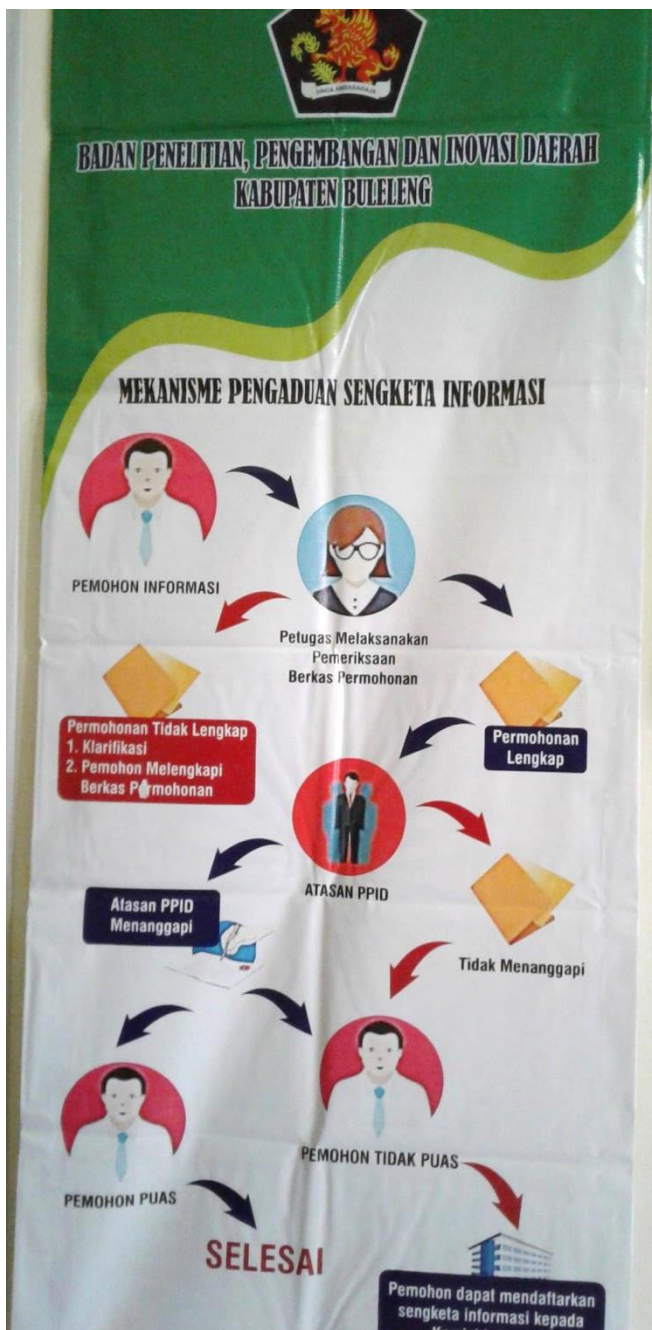 SINGA AMBARARAJA
BADAN PENELITIAN, PENGEMBANGAN DAN INOVASI DAERAH
KABUPATEN BULELENG
MEKANISME PENGADUAN SENGKETA INFORMASI
PEMOHON INFORMASI
Petugas Melaksanakan
Pemeriksaan
Berkas Permohonan
Permohonan Tidak Lengkap
1. Klarifikasi
2. Pemohon Melengkapi
Berkas Permohonan
Permohonan
Lengkap
ATASAN PPID
Atasan PPID
Menanggapi
Tidak Menanggapi
PEMOHON PUAS
PEMOHON TIDAK PUAS
SELESAI
Pemohon dapat mendaftarkan
sengketa informasi kepada